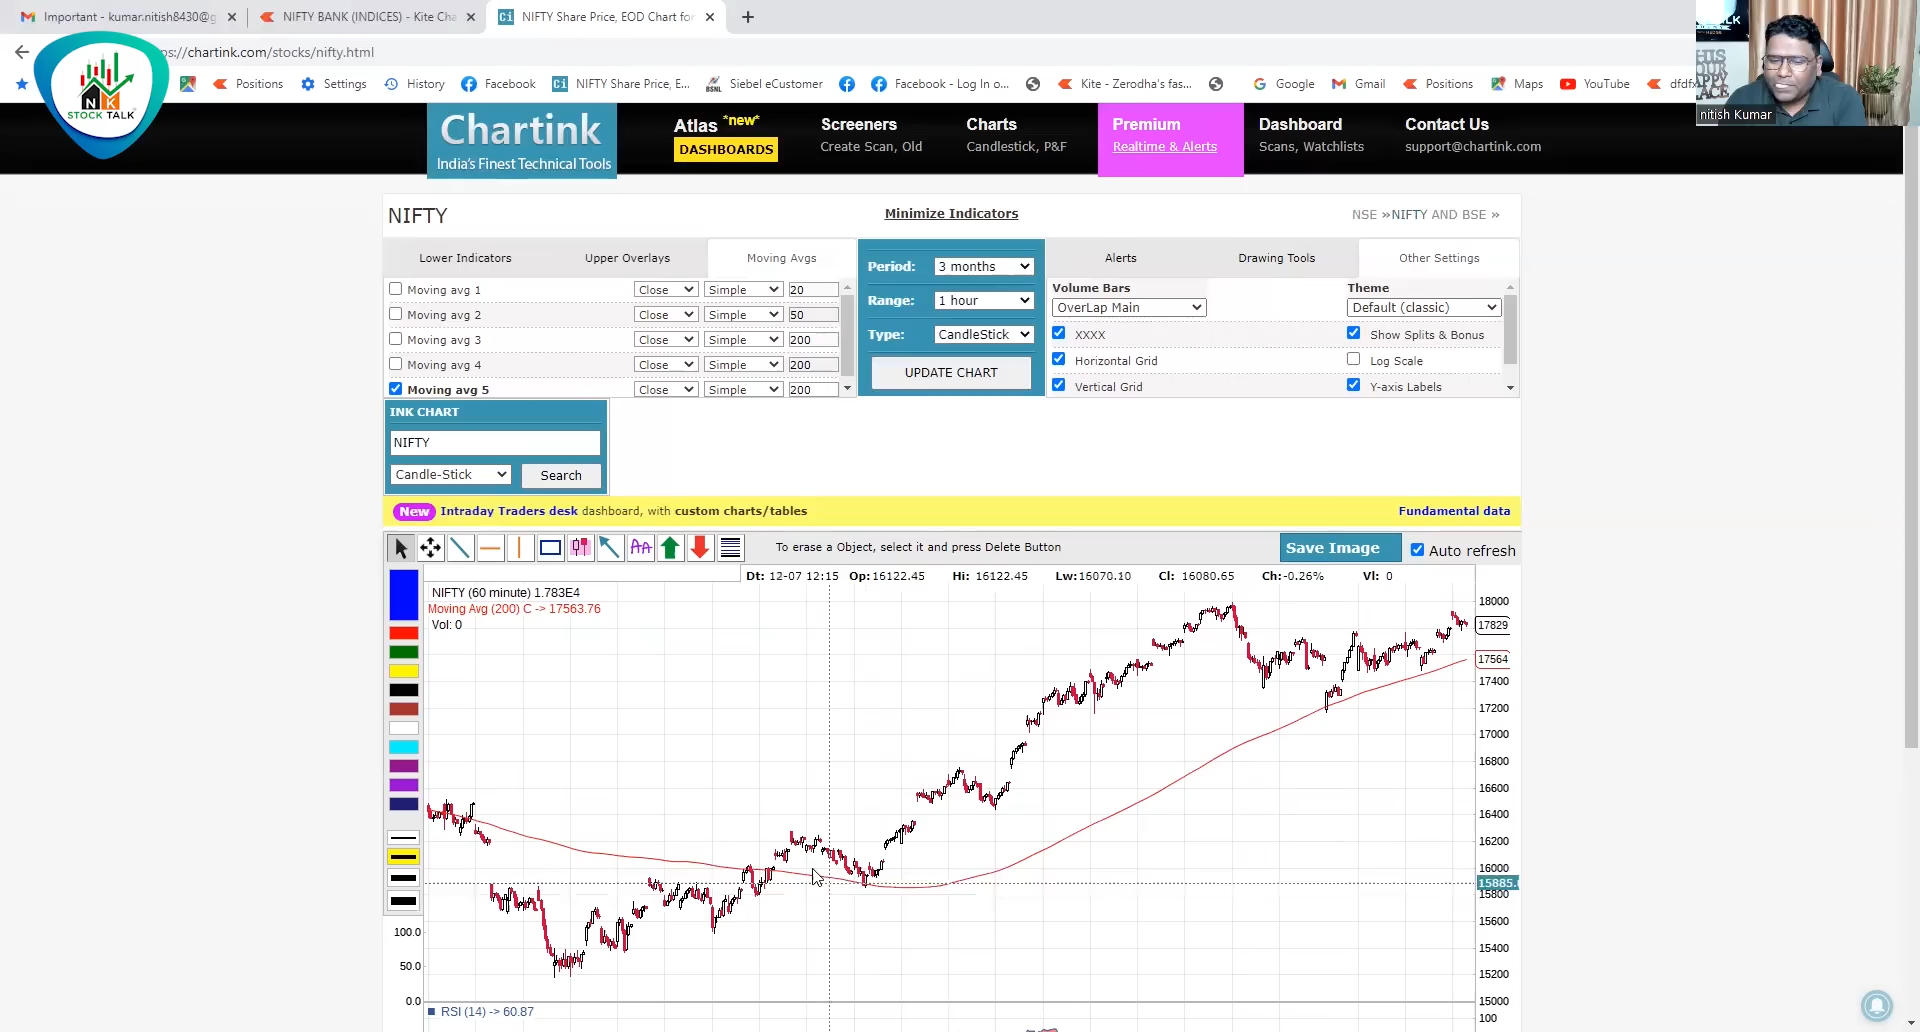 Important - kumar.nitish8430@g
NIFTY BANK (INDICES) - Kite Cha
NIFTY Share Price, EOD Chart for
ps://chartink.com/stocks/nifty.html
Positions
Settings
History
Facebook
NIFTY Share Price, E...
Siebel eCustomer
Facebook - Log In o...
Kite - Zerodha's fas...
Google
Gmail
Positions
Maps
YouTube
dfdfx
NK
STOCK TALK
nitish Kumar
Chartink
India's Finest Technical Tools
Atlas *new*
DASHBOARDS
Screeners
Create Scan, Old
Charts
Candlestick, P&F
Premium
Realtime & Alerts
Dashboard
Scans, Watchlists
Contact Us
support@chartink.com
NIFTY
Minimize Indicators
NSE »NIFTY AND BSE »
Lower Indicators
Upper Overlays
Moving Avgs
Moving avg 1 Close Simple 20
Moving avg 2 Close Simple 50
Moving avg 3 Close Simple 200
Moving avg 4 Close Simple 200
Moving avg 5 Close Simple 200
Period: 3 months
Range: 1 hour
Type: CandleStick
UPDATE CHART
Alerts
Drawing Tools
Other Settings
Volume Bars
OverLap Main
Theme
Default (classic)
XXXX
Show Splits & Bonus
Horizontal Grid
Log Scale
Vertical Grid
Y-axis Labels
INK CHART
NIFTY
Candle-Stick
Search
New Intraday Traders desk dashboard, with custom charts/tables
Fundamental data
To erase a Object, select it and press Delete Button
Save Image
Auto refresh
Dt: 12-07 12:15 Op:16122.45 Hi: 16122.45 Lw:16070.10 Cl: 16080.65 Ch:-0.26% Vl: 0
NIFTY (60 minute) 1.783E4
Moving Avg (200) C -> 17563.76
Vol: 0
18000
17829
17564
17400
17200
17000
16800
16600
16400
16200
16000
15885.
15800
15600
15400
15200
15000
100
100.0
50.0
0.0
RSI (14) -> 60.87